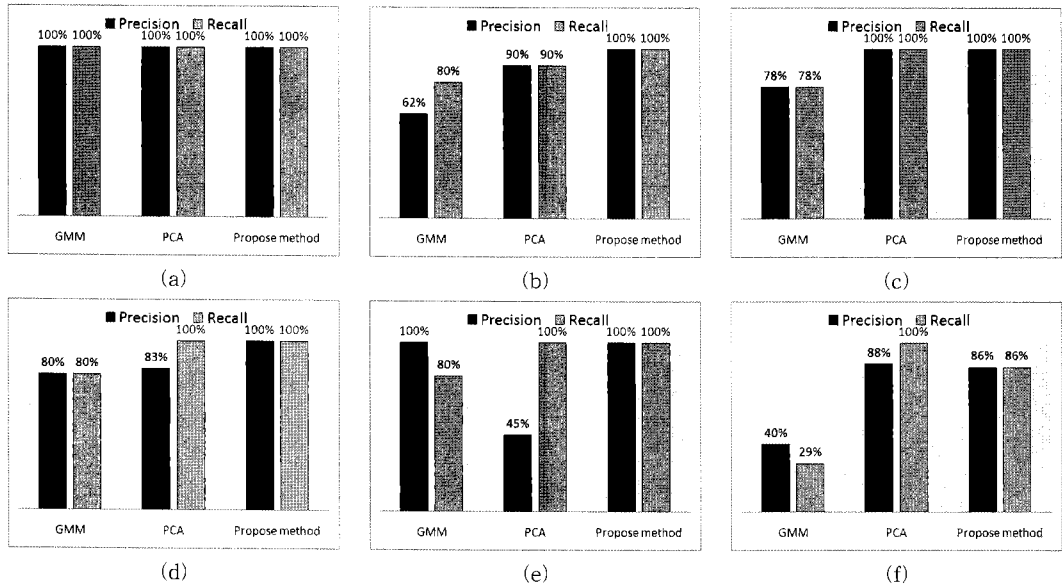 Precision Recall
100% 100% 100% 100% 100% 100%
GMM PCA Propose method
(a)
Precision Recall
62% 80% 90% 90% 100% 100%
GMM PCA Propose method
(b)
Precision Recall
78% 78% 100% 100% 100% 100%
GMM PCA Propose method
(c)
Precision Recall
80% 80% 83% 100% 100% 100%
GMM PCA Propose method
(d)
Precision Recall
100% 80% 45% 100% 100% 100%
GMM PCA Propose method
(e)
Precision Recall
40% 29% 88% 100% 86% 86%
GMM PCA Propose method
(f)